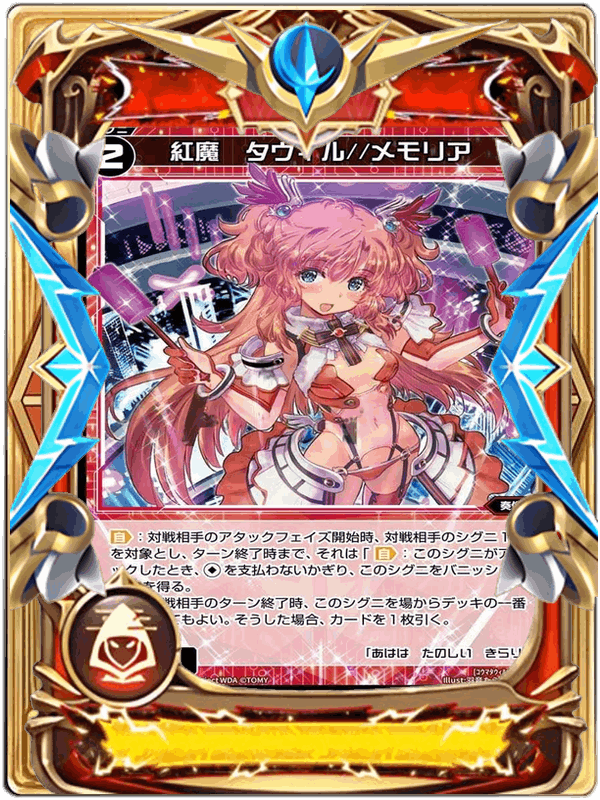 2
紅魔 タウィル//メモリア
自：対戦相手のアタックフェイズ開始時、対戦相手のシグニ1
を対象とし、ターン終了時まで、それは「自：このシグニがア
ックしたとき、を支払わないかぎり、このシグニをバニッシ
を得る。
戦相手のターン終了時、このシグニを場からデッキの一番
てもよい。そうした場合、カードを1枚引く。
「あはは たのしい きらり
ject WDA ©TOMY
Illust: